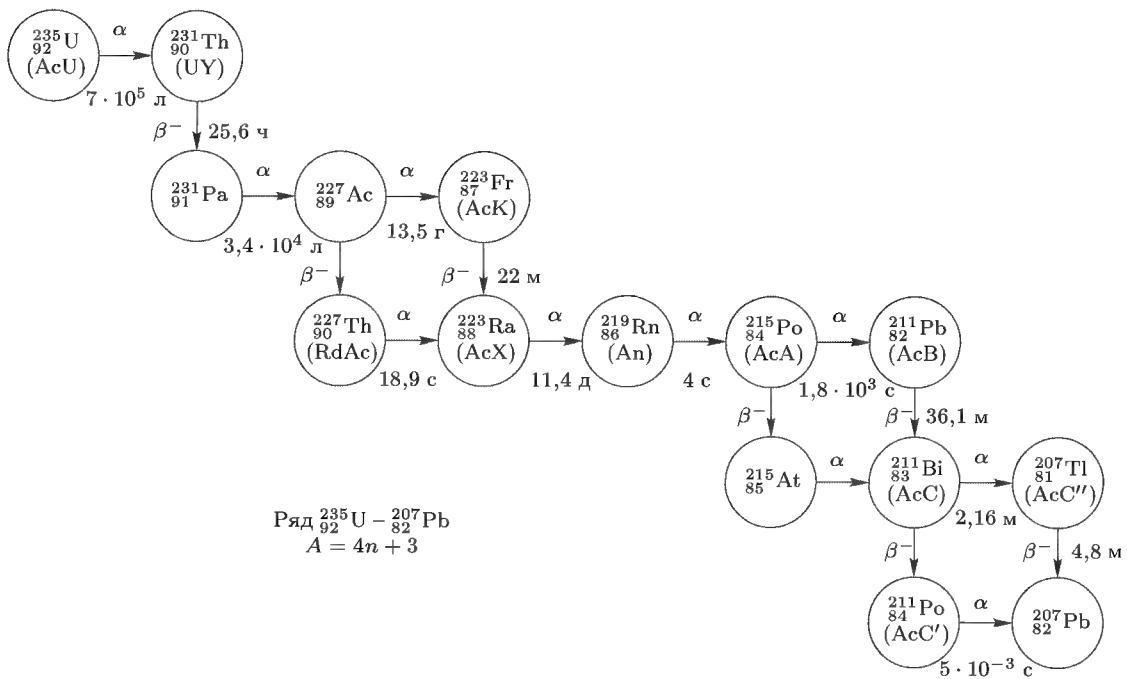 α α
²³⁵₉₂U ²³¹₉₀Th
(AcU) (UY)
7 · 10⁵ л
β⁻ 25,6 ч
α α
²³¹₉₁Pa ²²⁷₈₉Ac ²²³₈₇Fr
(AcK)
3,4 · 10⁴ л 13,5 г
β⁻ β⁻ 22 м
α α α α
²²⁷₉₀Th ²²³₈₈Ra ²¹⁹₈₆Rn ²¹⁵₈₄Po ²¹¹₈₂Pb
(RdAc) (AcX) (An) (AcA) (AcB)
18,9 с 11,4 д 4 с 1,8 · 10³ с
β⁻ β⁻ 36,1 м
α α
²¹⁵₈₅At ²¹¹₈₃Bi ²⁰⁷₈₁Tl
(AcC) (AcC′′)
2,16 м
Ряд ²³⁵₉₂U – ²⁰⁷₈₂Pb
A = 4n + 3
β⁻ β⁻ 4,8 м
α
²¹¹₈₄Po ²⁰⁷₈₂Pb
(AcC′)
5 · 10⁻³ с